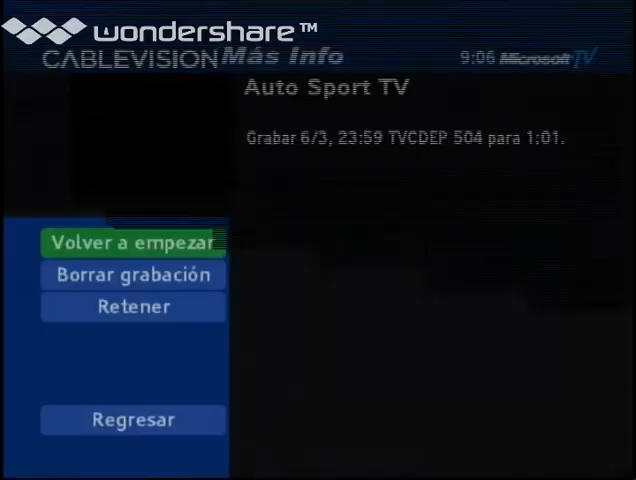 wondershare™
CABLEVISION Más Info 9:06 Microsoft TV
Auto Sport TV
Grabar 6/3, 23:59 TVCDEP 504 para 1:01.
Volver a empezar
Borrar grabación
Retener
Regresar